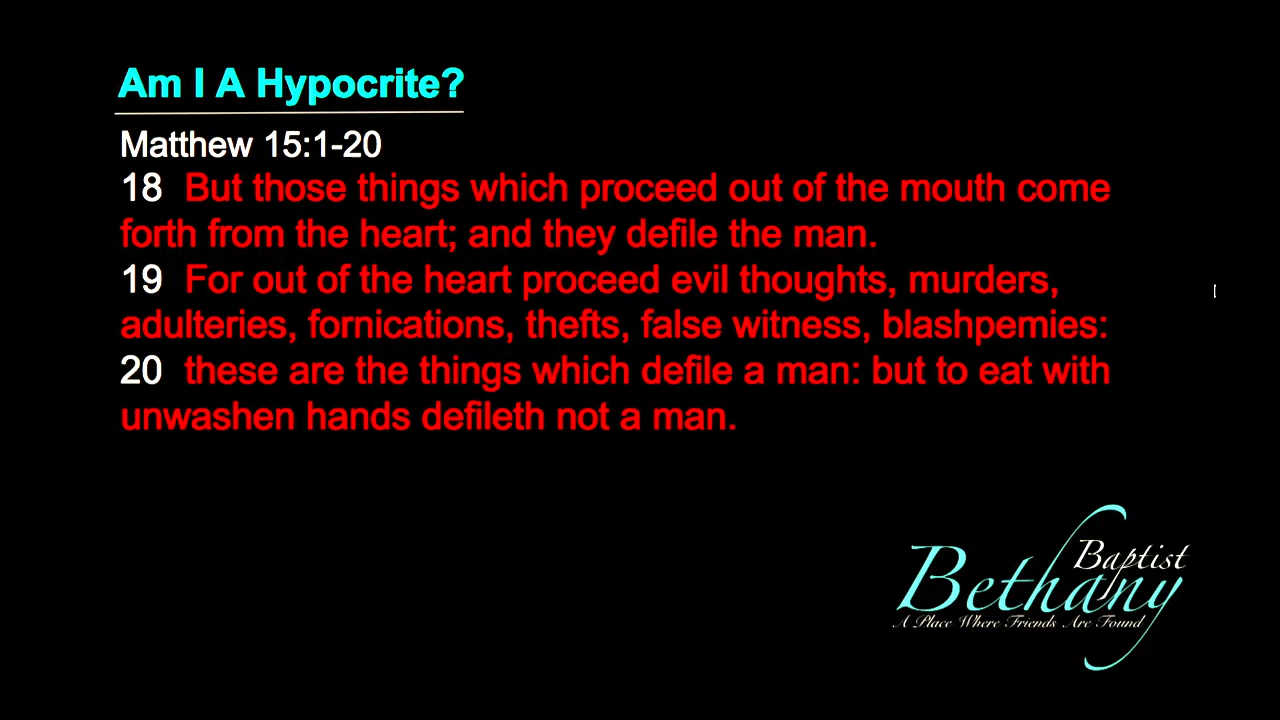 Am I A Hypocrite?
Matthew 15:1-20
18 But those things which proceed out of the mouth come
forth from the heart; and they defile the man.
19 For out of the heart proceed evil thoughts, murders,
adulteries, fornications, thefts, false witness, blashpemies:
20 these are the things which defile a man: but to eat with
unwashen hands defileth not a man.
Baptist
Bethany
A Place Where Friends Are Found